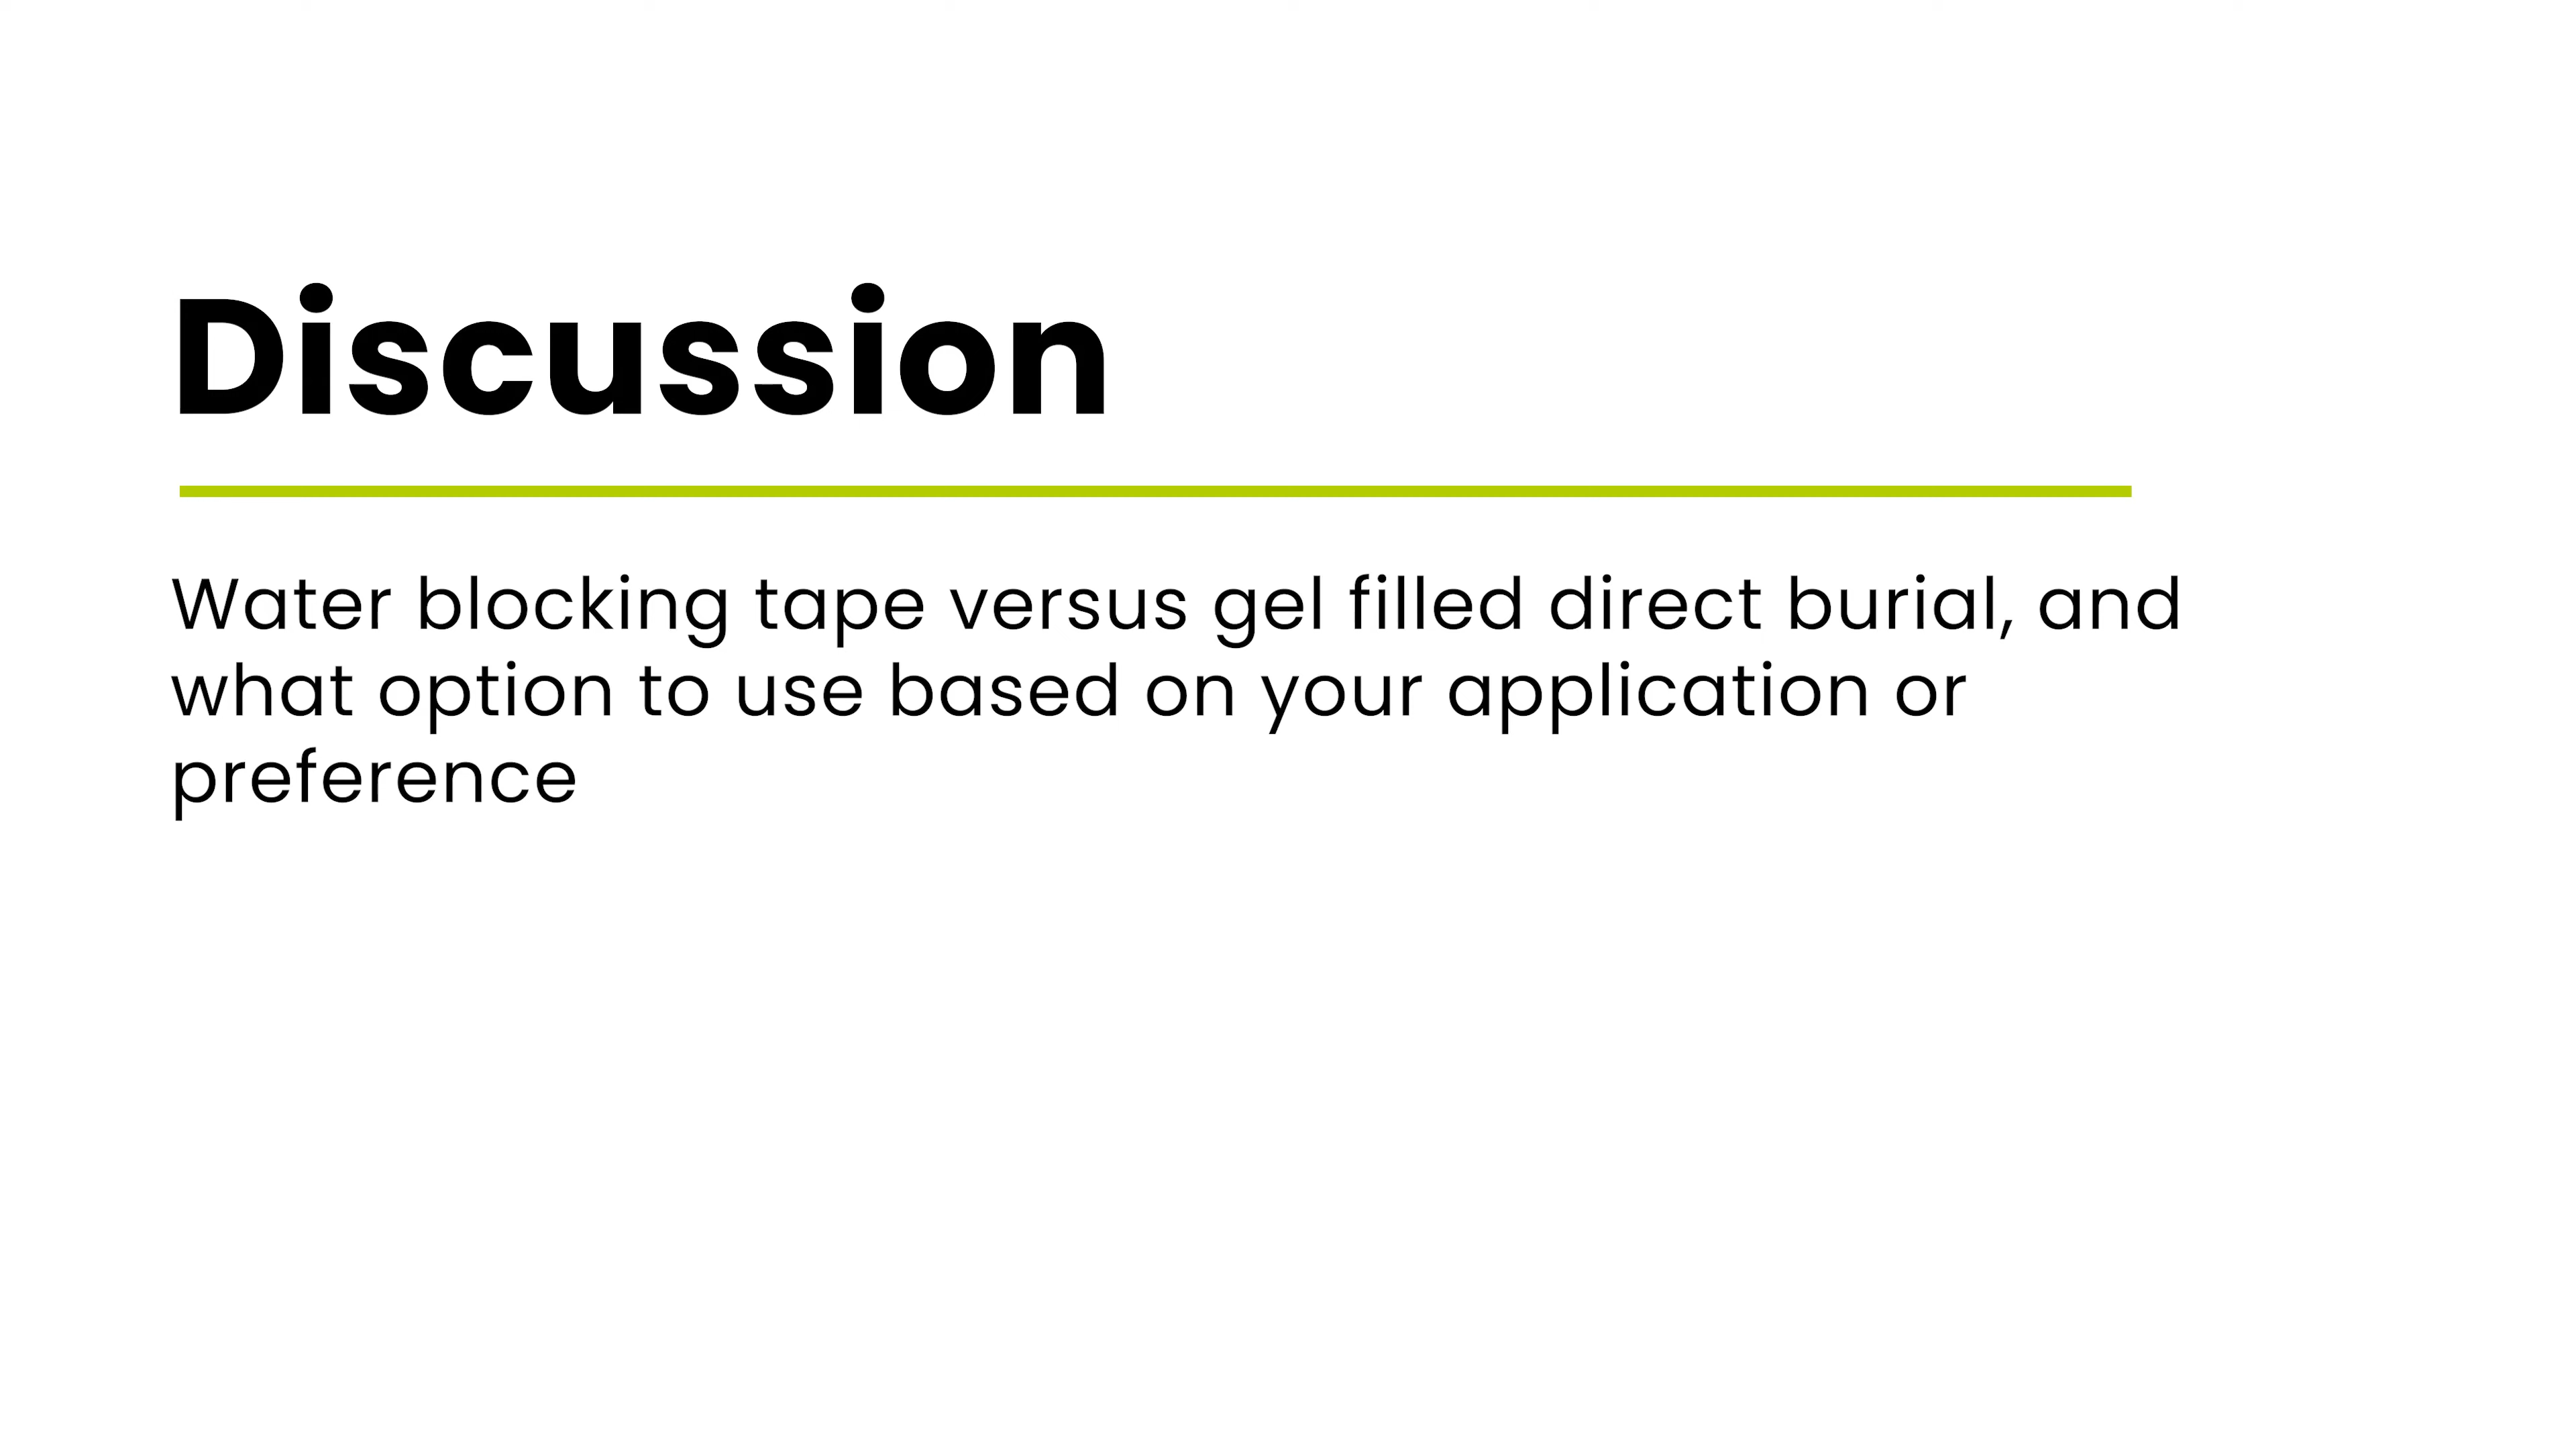 Discussion
Water blocking tape versus gel filled direct burial, and
what option to use based on your application or
preference